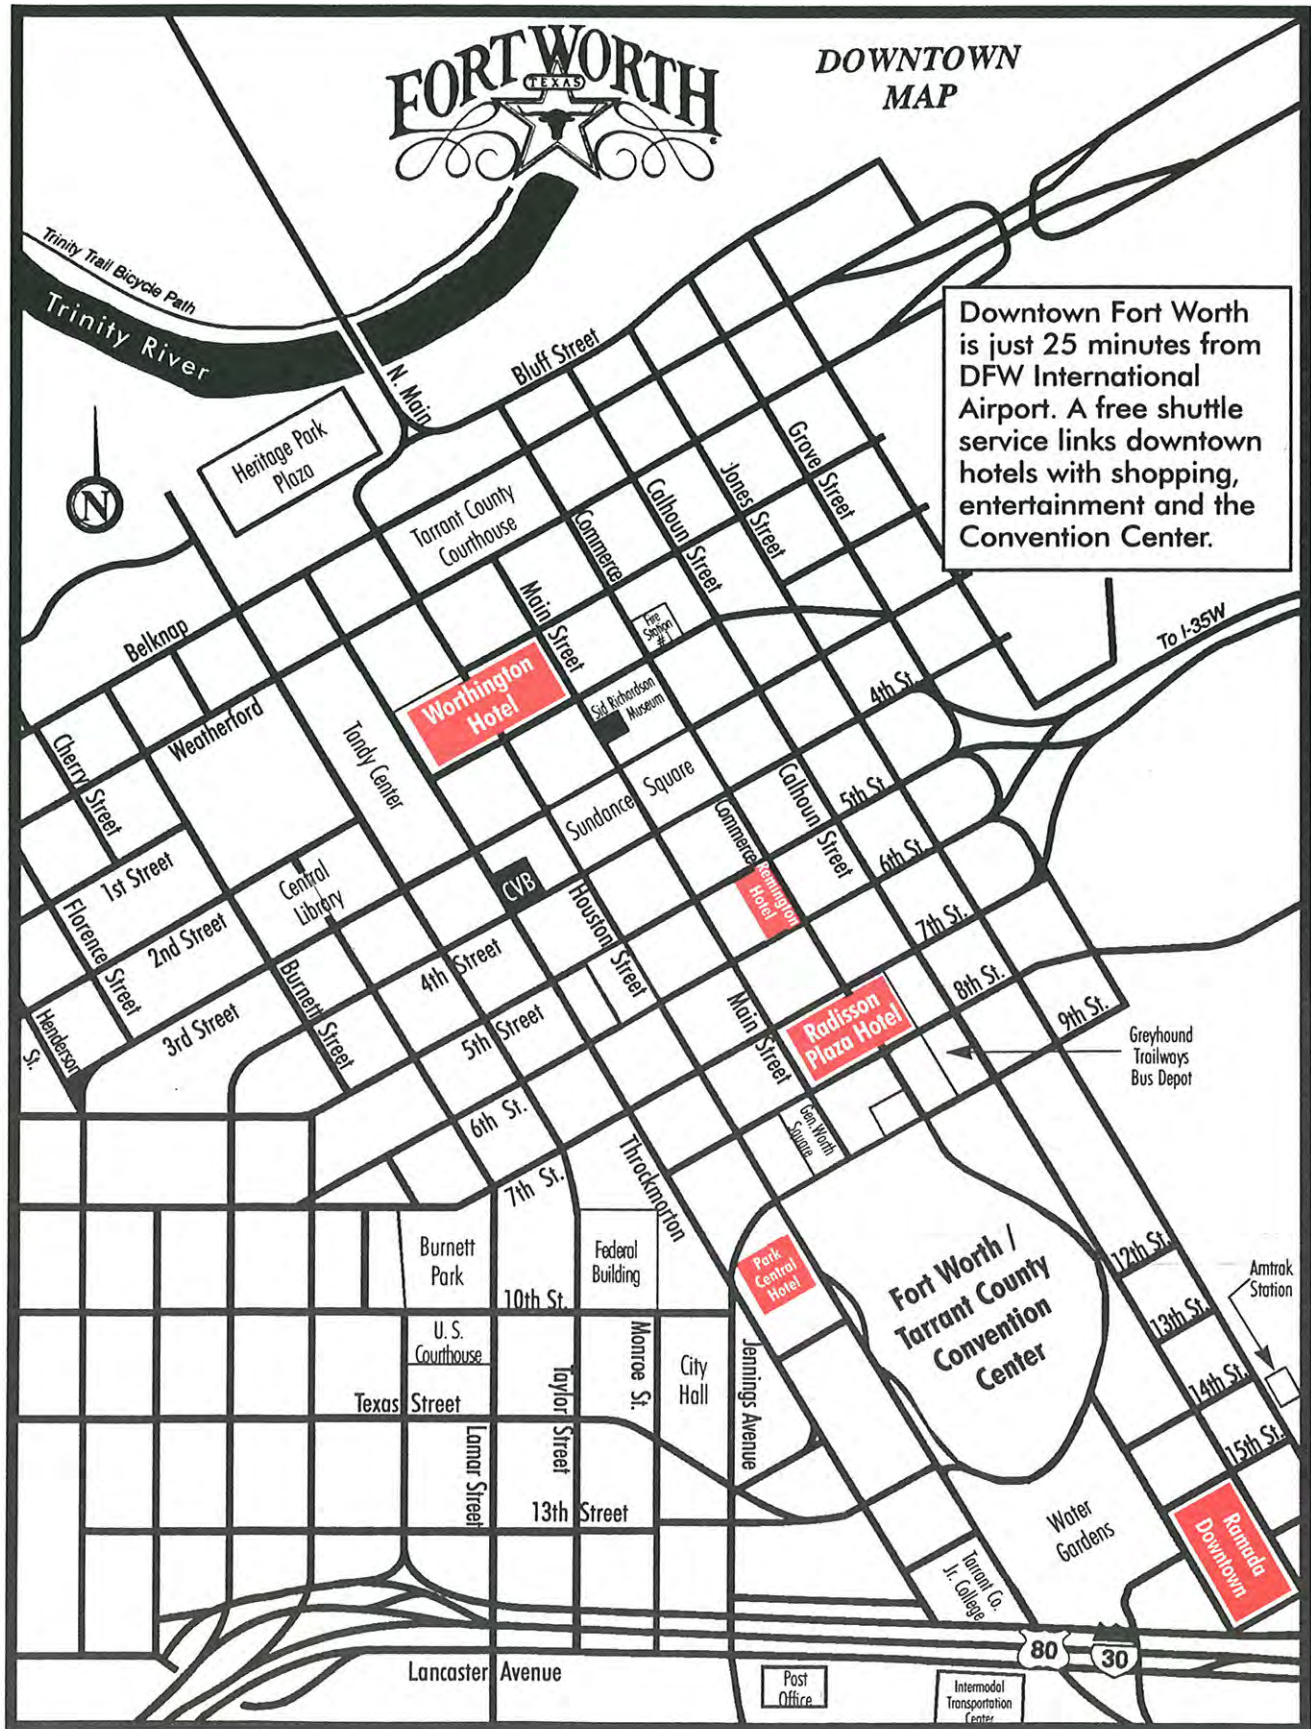 FORT WORTH
TEXAS
DOWNTOWN
MAP
Trinity Trail Bicycle Path
Trinity River
Downtown Fort Worth
is just 25 minutes from
DFW International
Airport. A free shuttle
service links downtown
hotels with shopping,
entertainment and the
Convention Center.
N. Main
Bluff Street
Heritage Park
Plaza
N
Tarrant County
Courthouse
Commerce
Calhoun Street
Jones Street
Grove Street
Main Street
Fire
Station
#
To I-35W
Belknap
Weatherford
Worthington
Hotel
Sid Richardson
Museum
4th St.
Cherry Street
Tandy Center
Sundance Square
Commerce
Calhoun Street
5th St.
6th St.
Remington
Hotel
1st Street
Central
Library
CVB
Houston Street
7th St.
Florence Street
2nd Street
4th Street
Burnett Street
8th St.
9th St.
3rd Street
5th Street
Main Street
Radisson
Plaza Hotel
Henderson
St.
Greyhound
Trailways
Bus Depot
6th St.
Gen. Worth
Square
Throckmorton
7th St.
Burnett
Park
Federal
Building
Park
Central
Hotel
Fort Worth /
Tarrant County
Convention
Center
12th St.
Amtrak
Station
10th St.
13th St.
U. S.
Courthouse
Monroe St.
City
Hall
Jennings Avenue
14th St.
Texas Street
Taylor Street
15th St.
Lamar Street
13th Street
Water
Gardens
Ramada
Downtown
Tarrant Co.
Jr. College
80
30
Lancaster Avenue
Post
Office
Intermodal
Transportation
Center